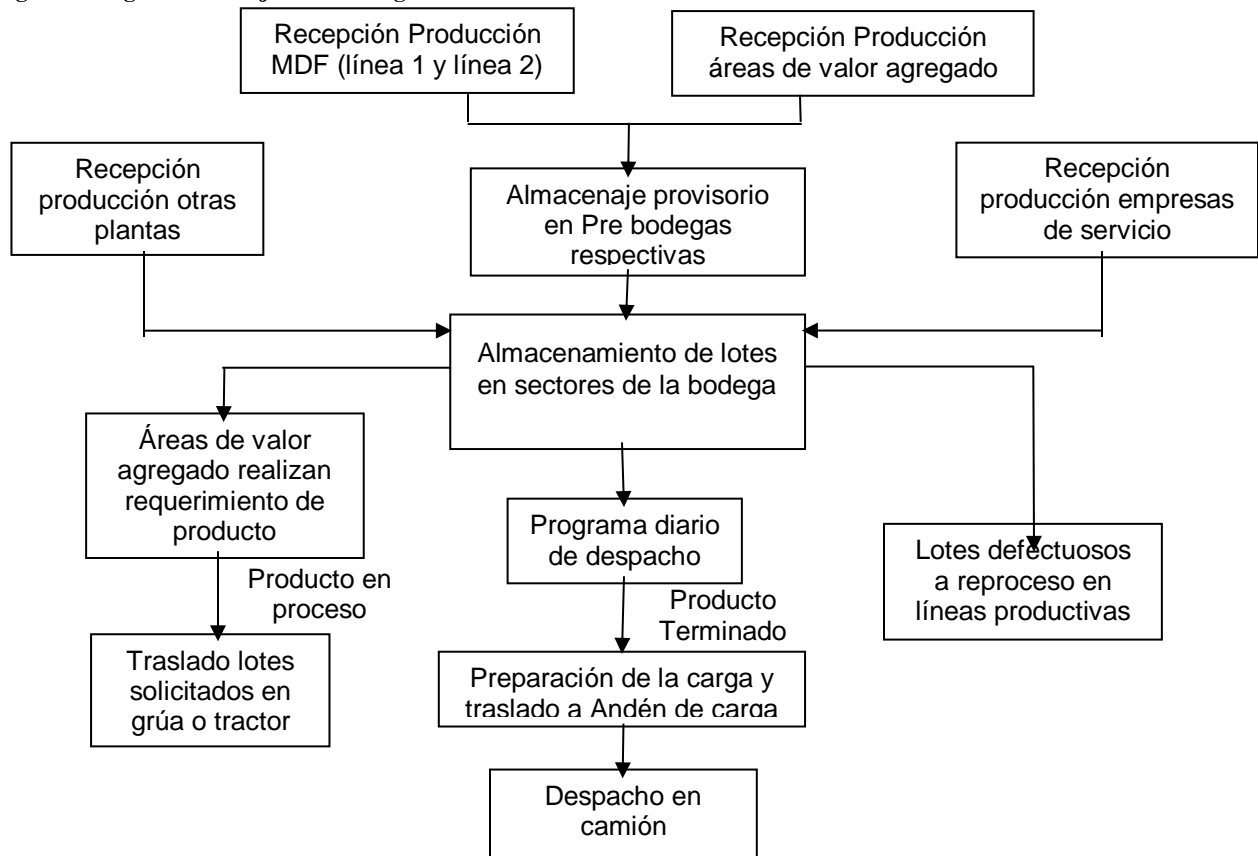 Recepción Producción
MDF (línea 1 y línea 2)
Recepción Producción
áreas de valor agregado
Recepción
producción otras
plantas
Almacenaje provisorio
en Pre bodegas
respectivas
Recepción
producción empresas
de servicio
Almacenamiento de lotes
en sectores de la bodega
Áreas de valor
agregado realizan
requerimiento de
producto
Programa diario
de despacho
Lotes defectuosos
a reproceso en
líneas productivas
Producto en
proceso
Producto
Terminado
Traslado lotes
solicitados en
grúa o tractor
Preparación de la carga y
traslado a Andén de carga
Despacho en
camión